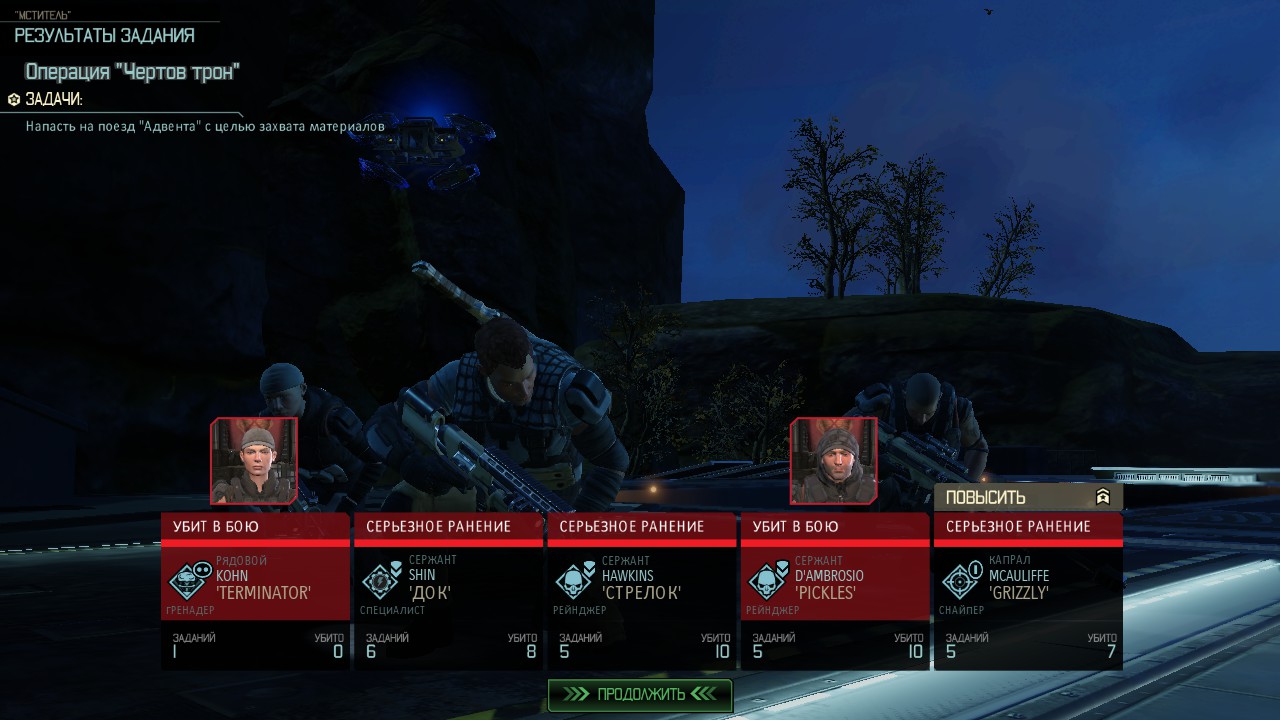 "МСТИТЕЛЬ"
РЕЗУЛЬТАТЫ ЗАДАНИЯ
Операция "Чертов трон"
ЗАДАЧИ:
Напасть на поезд "Адвента" с целью захвата материалов
ПОВЫСИТЬ
УБИТ В БОЮ
РЯДОВОЙ
KOHN
'TERMINATOR'
ГРЕНАДЕР
ЗАДАНИЙ УБИТО
1 0
СЕРЬЕЗНОЕ РАНЕНИЕ
СЕРЖАНТ
SHIN
'ДОК'
СПЕЦИАЛИСТ
ЗАДАНИЙ УБИТО
6 8
СЕРЬЕЗНОЕ РАНЕНИЕ
СЕРЖАНТ
HAWKINS
'СТРЕЛОК'
РЕЙНДЖЕР
ЗАДАНИЙ УБИТО
5 10
УБИТ В БОЮ
СЕРЖАНТ
D'AMBROSIO
'PICKLES'
РЕЙНДЖЕР
ЗАДАНИЙ УБИТО
5 10
СЕРЬЕЗНОЕ РАНЕНИЕ
КАПРАЛ
MCAULIFFE
'GRIZZLY'
СНАЙПЕР
ЗАДАНИЙ УБИТО
5 7
ПРОДОЛЖИТЬ